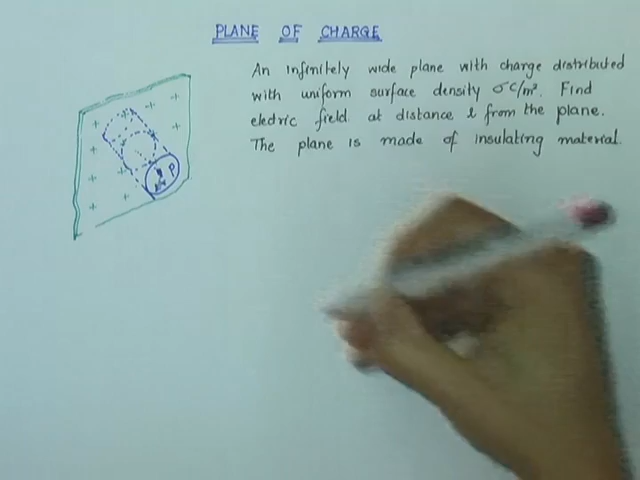 PLANE OF CHARGE
An infinitely wide plane with charge distributed
with uniform surface density σ C/m². Find
electric field at distance r from the plane.
The plane is made of insulating material.
P